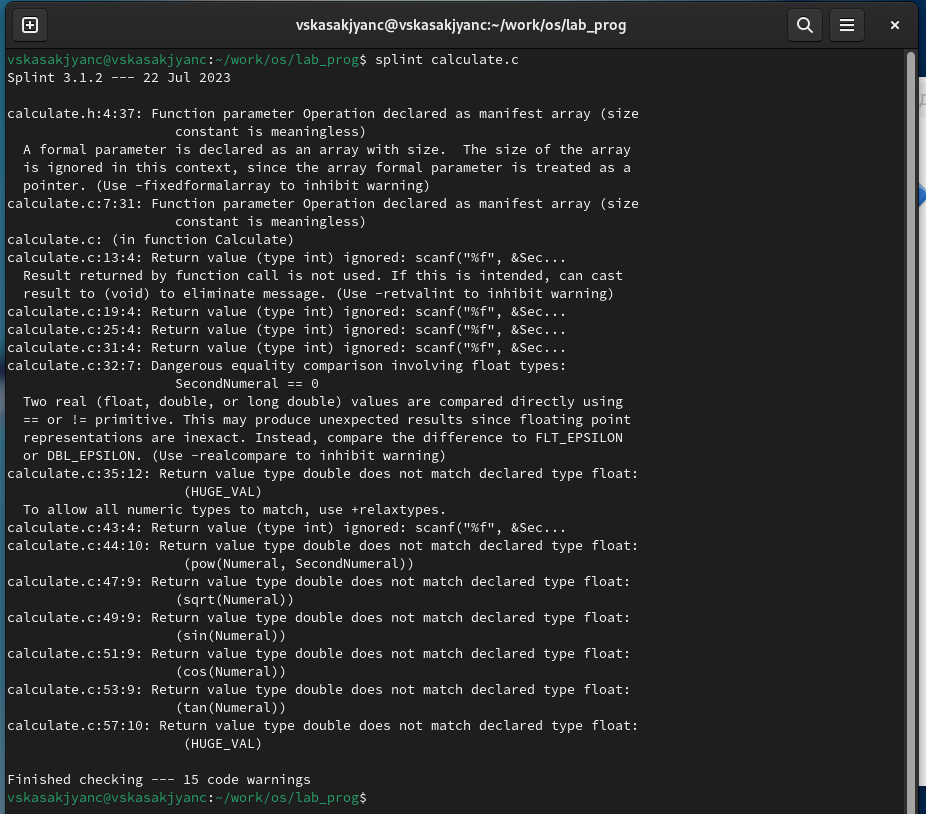 vskasakjyanc@vskasakjyanc:~/work/os/lab_prog
vskasakjyanc@vskasakjyanc:~/work/os/lab_prog$ splint calculate.c
Splint 3.1.2 --- 22 Jul 2023
calculate.h:4:37: Function parameter Operation declared as manifest array (size
constant is meaningless)
A formal parameter is declared as an array with size.  The size of the array
is ignored in this context, since the array formal parameter is treated as a
pointer. (Use -fixedformalarray to inhibit warning)
calculate.c:7:31: Function parameter Operation declared as manifest array (size
constant is meaningless)
calculate.c: (in function Calculate)
calculate.c:13:4: Return value (type int) ignored: scanf("%f", &Sec...
Result returned by function call is not used. If this is intended, can cast
result to (void) to eliminate message. (Use -retvalint to inhibit warning)
calculate.c:19:4: Return value (type int) ignored: scanf("%f", &Sec...
calculate.c:25:4: Return value (type int) ignored: scanf("%f", &Sec...
calculate.c:31:4: Return value (type int) ignored: scanf("%f", &Sec...
calculate.c:32:7: Dangerous equality comparison involving float types:
SecondNumeral == 0
Two real (float, double, or long double) values are compared directly using
== or != primitive. This may produce unexpected results since floating point
representations are inexact. Instead, compare the difference to FLT_EPSILON
or DBL_EPSILON. (Use -realcompare to inhibit warning)
calculate.c:35:12: Return value type double does not match declared type float:
(HUGE_VAL)
To allow all numeric types to match, use +relaxtypes.
calculate.c:43:4: Return value (type int) ignored: scanf("%f", &Sec...
calculate.c:44:10: Return value type double does not match declared type float:
(pow(Numeral, SecondNumeral))
calculate.c:47:9: Return value type double does not match declared type float:
(sqrt(Numeral))
calculate.c:49:9: Return value type double does not match declared type float:
(sin(Numeral))
calculate.c:51:9: Return value type double does not match declared type float:
(cos(Numeral))
calculate.c:53:9: Return value type double does not match declared type float:
(tan(Numeral))
calculate.c:57:10: Return value type double does not match declared type float:
(HUGE_VAL)
Finished checking --- 15 code warnings
vskasakjyanc@vskasakjyanc:~/work/os/lab_prog$